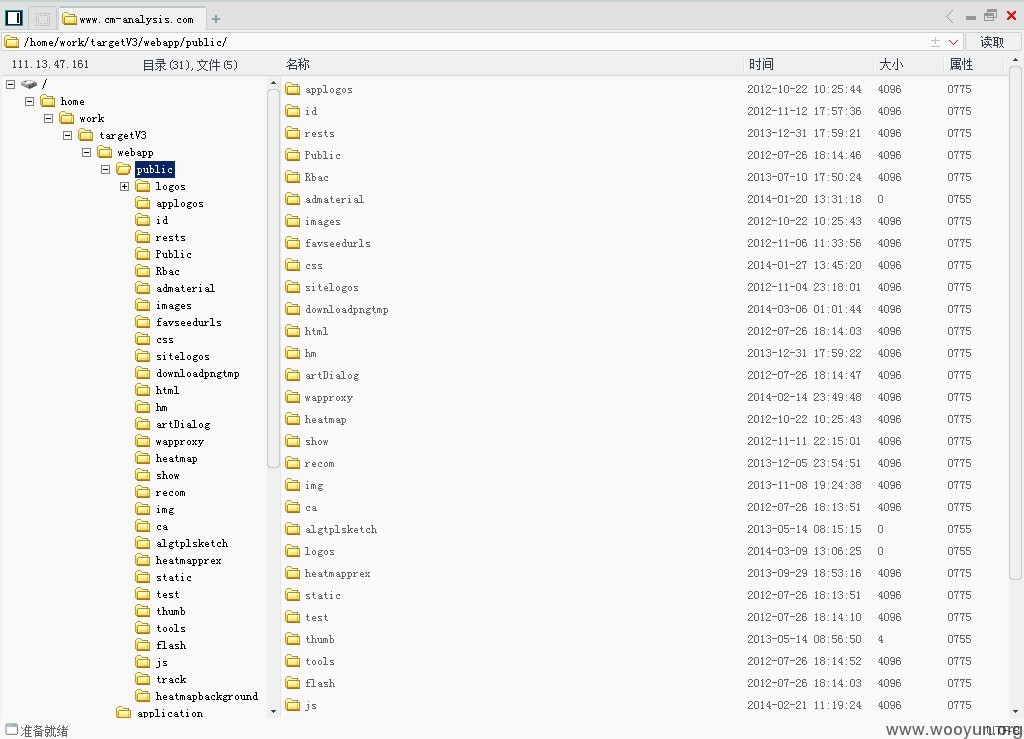 www.cm-analysis.com
/home/work/targetV3/webapp/public/ 读取
111.13.47.161 目录(31),文件(5) 名称 时间 大小 属性
/
home
work
targetV3
webapp
public
logos
applogos
id
rests
Public
Rbac
admaterial
images
favseedurls
css
sitelogos
downloadpngtmp
html
hm
artDialog
wapproxy
heatmap
show
recom
img
ca
algtplsketch
heatmapprex
static
test
thumb
tools
flash
js
track
heatmapbackground
application
applogos 2012-10-22 10:25:44 4096 0775
id 2012-11-12 17:57:36 4096 0775
rests 2013-12-31 17:59:21 4096 0775
Public 2012-07-26 18:14:46 4096 0775
Rbac 2013-07-10 17:50:24 4096 0775
admaterial 2014-01-20 13:31:18 0 0755
images 2012-10-22 10:25:43 4096 0775
favseedurls 2012-11-06 11:33:56 4096 0775
css 2014-01-27 13:45:20 4096 0775
sitelogos 2012-11-04 23:18:01 4096 0775
downloadpngtmp 2014-03-06 01:01:44 4096 0775
html 2012-07-26 18:14:03 4096 0775
hm 2013-12-31 17:59:22 4096 0775
artDialog 2012-07-26 18:14:47 4096 0775
wapproxy 2014-02-14 23:49:48 4096 0775
heatmap 2012-10-22 10:25:43 4096 0775
show 2012-11-11 22:15:01 4096 0775
recom 2013-12-05 23:54:51 4096 0775
img 2013-11-08 19:24:38 4096 0775
ca 2012-07-26 18:13:51 4096 0775
algtplsketch 2013-05-14 08:15:15 0 0755
logos 2014-03-09 13:06:25 0 0755
heatmapprex 2013-09-29 18:53:16 4096 0775
static 2012-07-26 18:13:51 4096 0775
test 2012-07-26 18:14:10 4096 0775
thumb 2013-05-14 08:56:50 4 0755
tools 2012-07-26 18:14:52 4096 0775
flash 2012-07-26 18:14:03 4096 0775
js 2014-02-21 11:19:24 4096 0775
准备就绪
www.wooyun.org